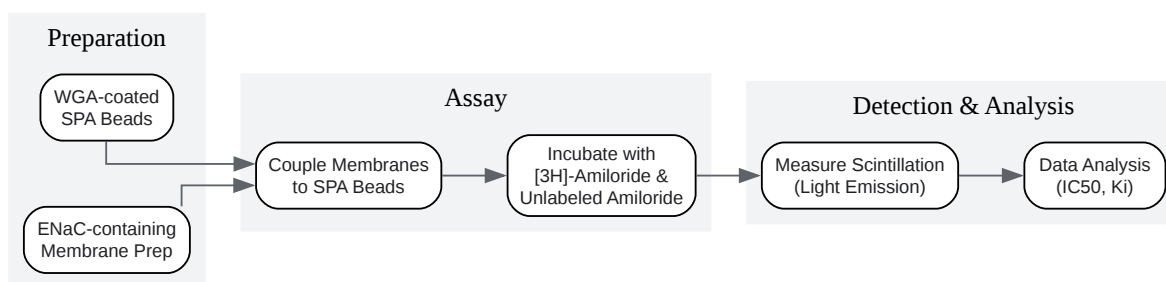 Preparation
WGA-coated
SPA Beads
ENaC-containing
Membrane Prep
Assay
Couple Membranes
to SPA Beads
Incubate with
[3H]-Amiloride &
Unlabeled Amiloride
Detection & Analysis
Measure Scintillation
(Light Emission)
Data Analysis
(IC50, Ki)